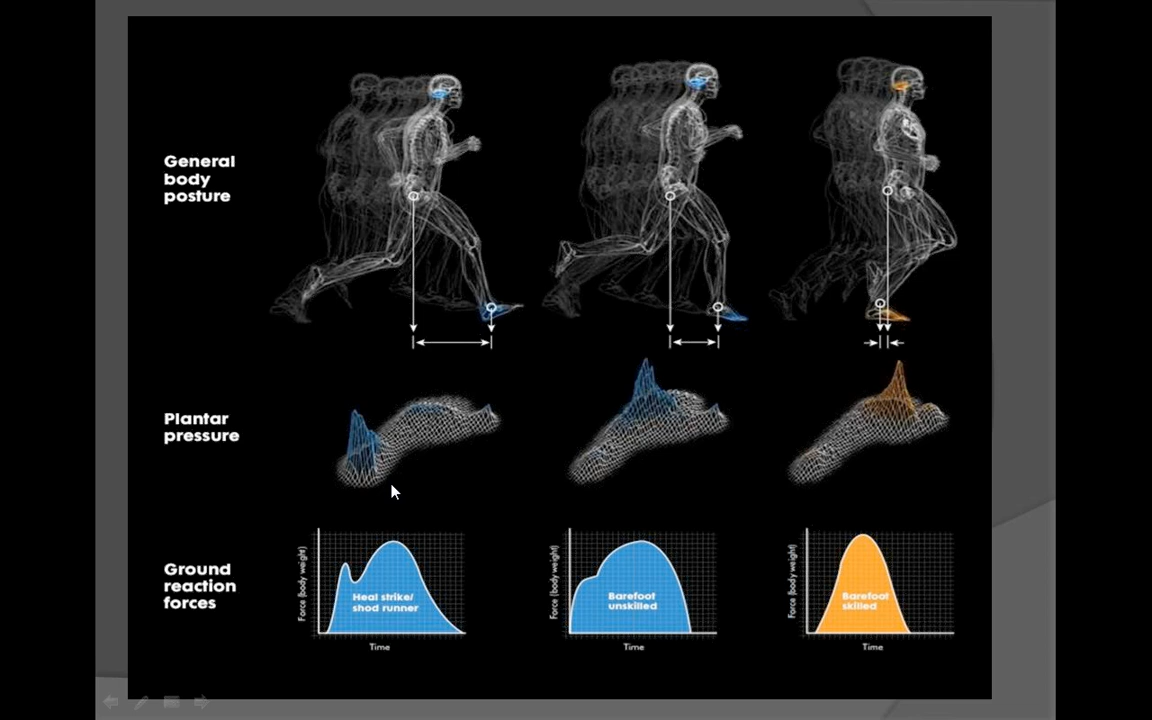 General
body
posture
Plantar
pressure
Ground
reaction
forces
Force (body weight)
Heal strike/
shod runner
Time
Force (body weight)
Barefoot
unskilled
Time
Force (body weight)
Barefoot
skilled
Time